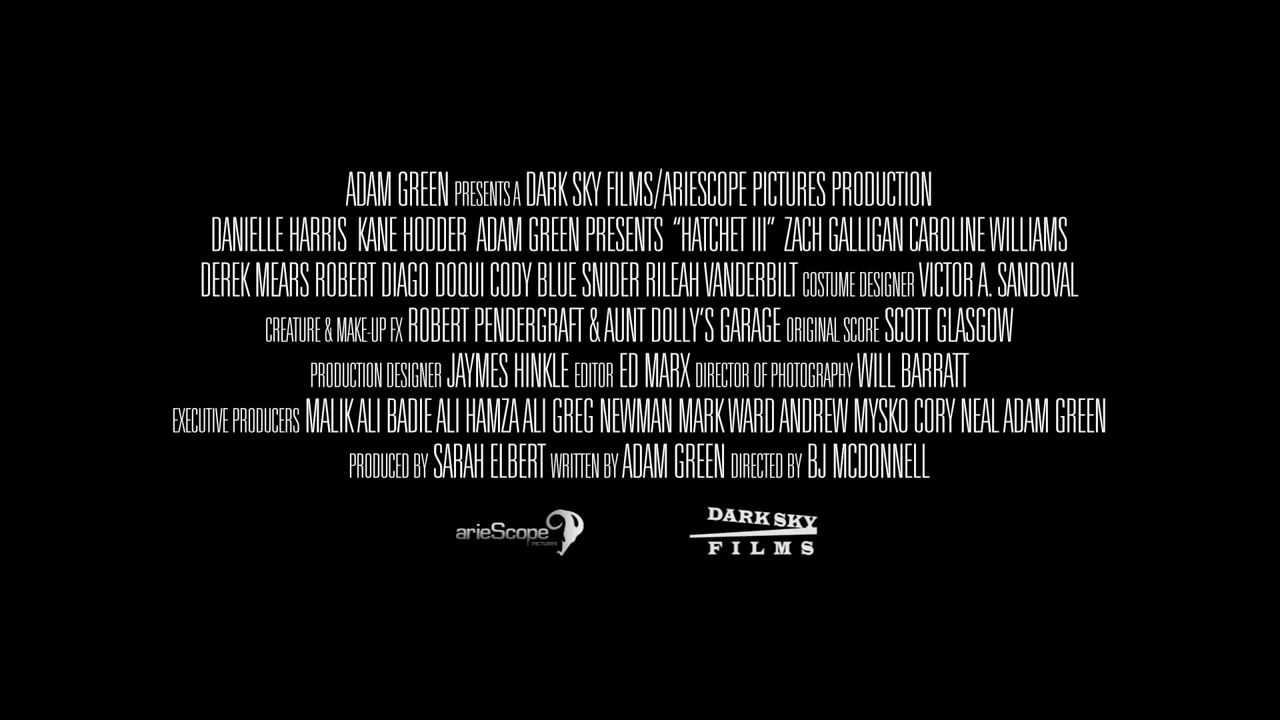 ADAM GREEN PRESENTS A DARK SKY FILMS/ARIESCOPE PICTURES PRODUCTION
DANIELLE HARRIS KANE HODDER ADAM GREEN PRESENTS “HATCHET III” ZACH GALLIGAN CAROLINE WILLIAMS
DEREK MEARS ROBERT DIAGO DOQUI CODY BLUE SNIDER RILEAH VANDERBILT COSTUME DESIGNER VICTOR A. SANDOVAL
CREATURE & MAKE-UP FX ROBERT PENDERGRAFT & AUNT DOLLY’S GARAGE ORIGINAL SCORE SCOTT GLASGOW
PRODUCTION DESIGNER JAYMES HINKLE EDITOR ED MARX DIRECTOR OF PHOTOGRAPHY WILL BARRATT
EXECUTIVE PRODUCERS MALIK ALI BADIE ALI HAMZA ALI GREG NEWMAN MARK WARD ANDREW MYSKO CORY NEAL ADAM GREEN
PRODUCED BY SARAH ELBERT WRITTEN BY ADAM GREEN DIRECTED BY BJ MCDONNELL
arieScope
PICTURES
DARK SKY
FILMS